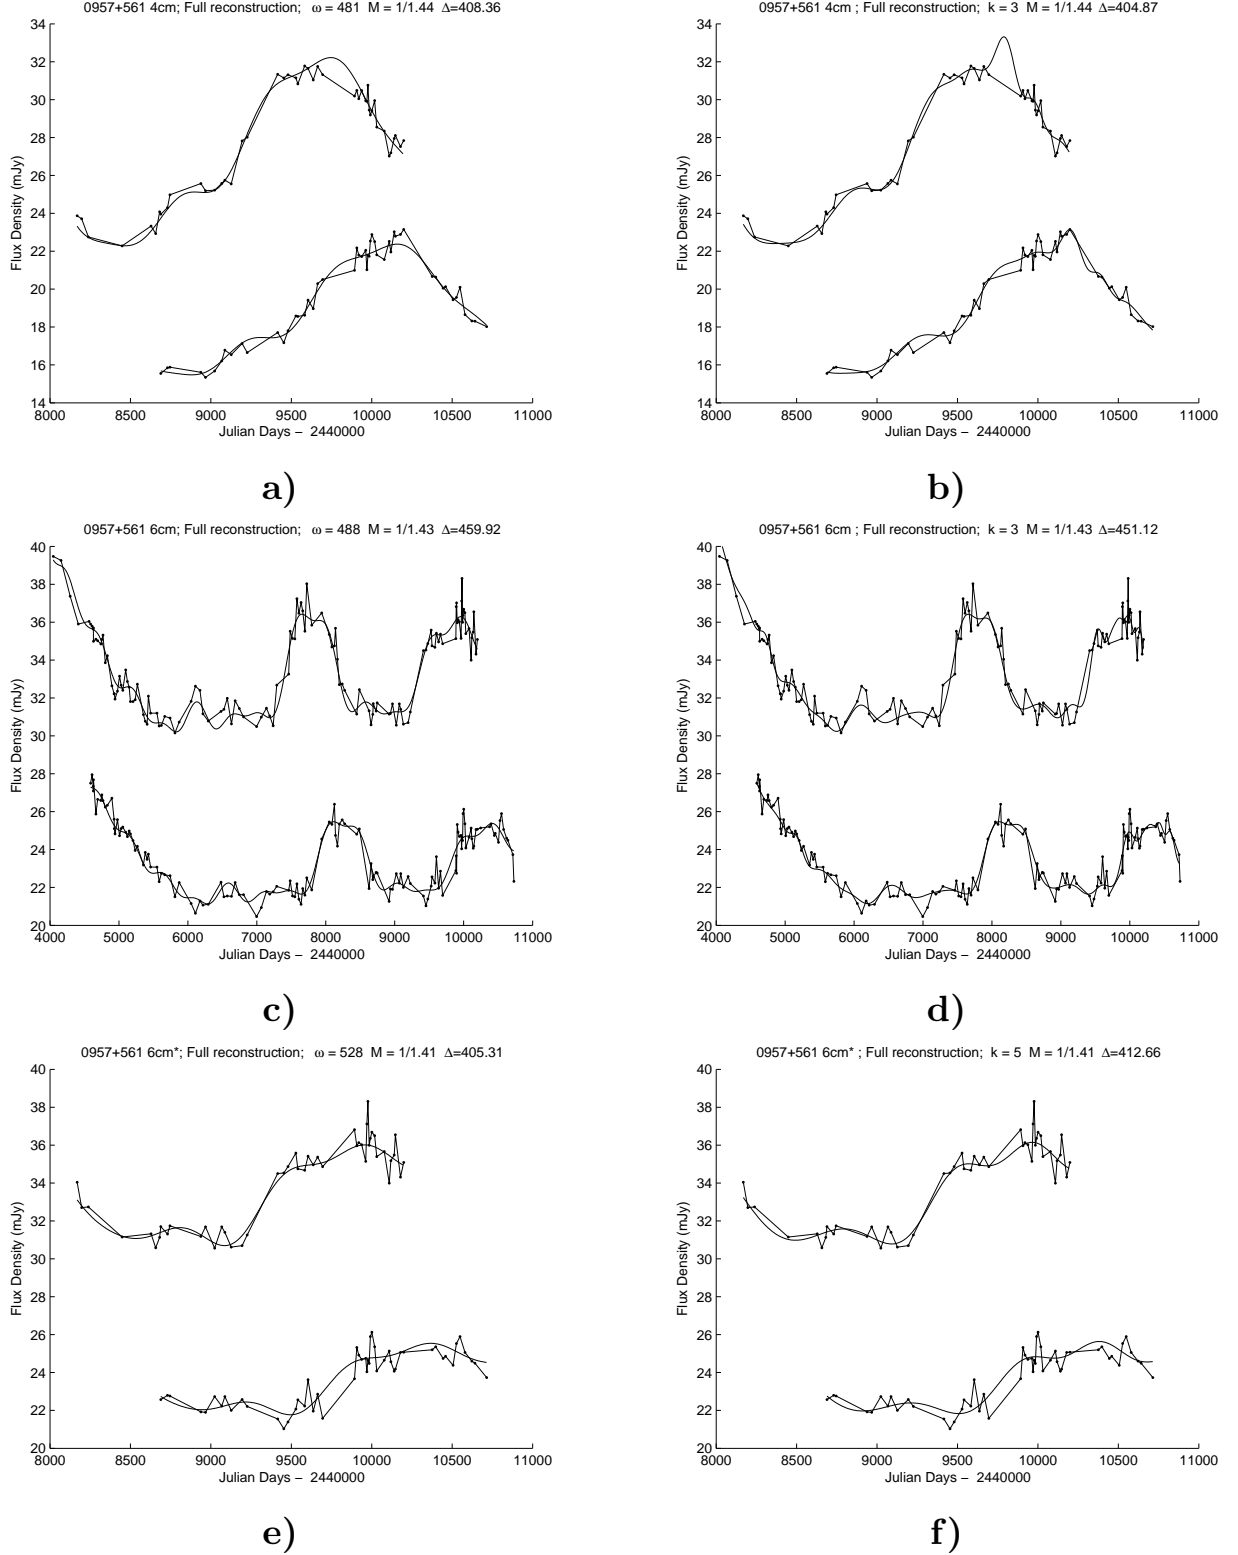 0957+561 4cm; Full reconstruction; ω = 481 M = 1/1.44 Δ=408.36
34
32
30
28
26
24
22
20
18
16
14
Flux Density (mJy)
8000 8500 9000 9500 10000 10500 11000
Julian Days − 2440000
a)
0957+561 4cm ; Full reconstruction; k = 3 M = 1/1.44 Δ=404.87
34
32
30
28
26
24
22
20
18
16
14
Flux Density (mJy)
8000 8500 9000 9500 10000 10500 11000
Julian Days − 2440000
b)
0957+561 6cm; Full reconstruction; ω = 488 M = 1/1.43 Δ=459.92
40
38
36
34
32
30
28
26
24
22
20
Flux Density (mJy)
4000 5000 6000 7000 8000 9000 10000 11000
Julian Days − 2440000
c)
0957+561 6cm ; Full reconstruction; k = 3 M = 1/1.43 Δ=451.12
40
38
36
34
32
30
28
26
24
22
20
Flux Density (mJy)
4000 5000 6000 7000 8000 9000 10000 11000
Julian Days − 2440000
d)
0957+561 6cm*; Full reconstruction; ω = 528 M = 1/1.41 Δ=405.31
40
38
36
34
32
30
28
26
24
22
20
Flux Density (mJy)
8000 8500 9000 9500 10000 10500 11000
Julian Days − 2440000
e)
0957+561 6cm* ; Full reconstruction; k = 5 M = 1/1.41 Δ=412.66
40
38
36
34
32
30
28
26
24
22
20
Flux Density (mJy)
8000 8500 9000 9500 10000 10500 11000
Julian Days − 2440000
f)